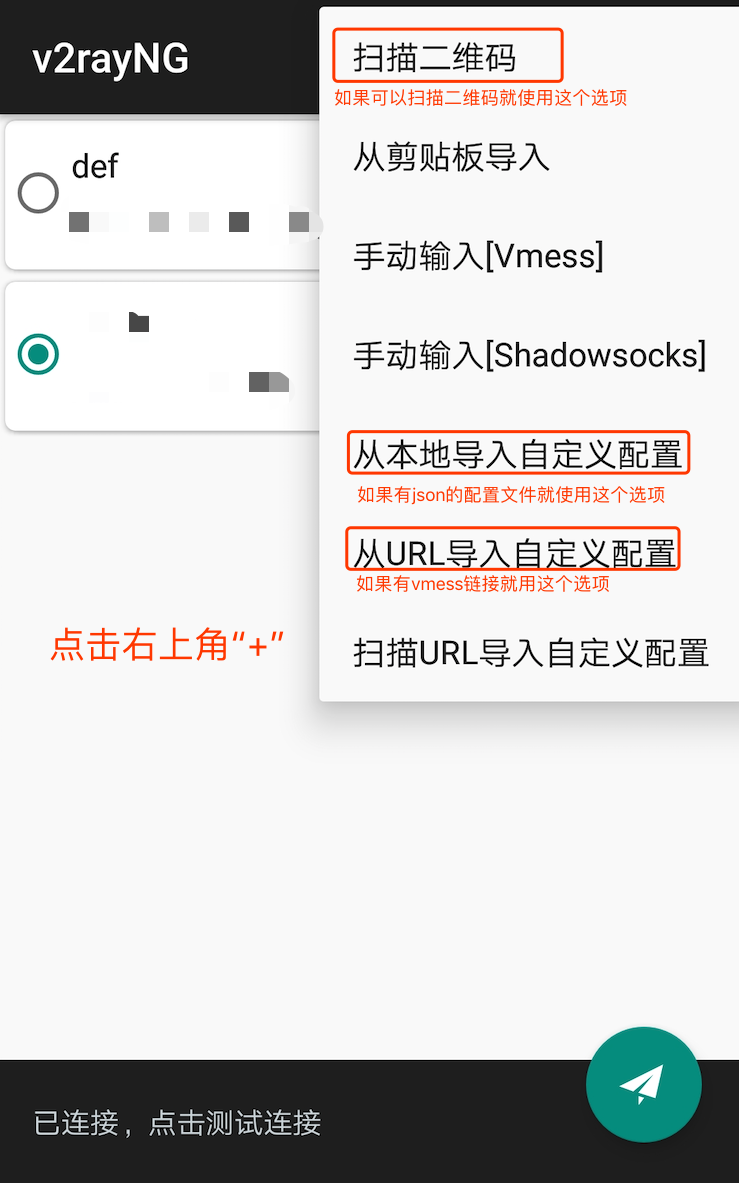 v2rayNG
扫描二维码
如果可以扫描二维码就使用这个选项
def
从剪贴板导入
手动输入[Vmess]
手动输入[Shadowsocks]
从本地导入自定义配置
如果有json的配置文件就使用这个选项
从URL导入自定义配置
如果有vmess链接就用这个选项
点击右上角“+”
扫描URL导入自定义配置
已连接，点击测试连接